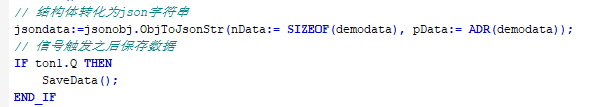 // 结构体转化为json字符串
jsondata:=jsonobj.ObjToJsonStr(nData:= SIZEOF(demodata), pData:= ADR(demodata));
// 信号触发之后保存数据
IF ton1.Q THEN
    SaveData();
END_IF